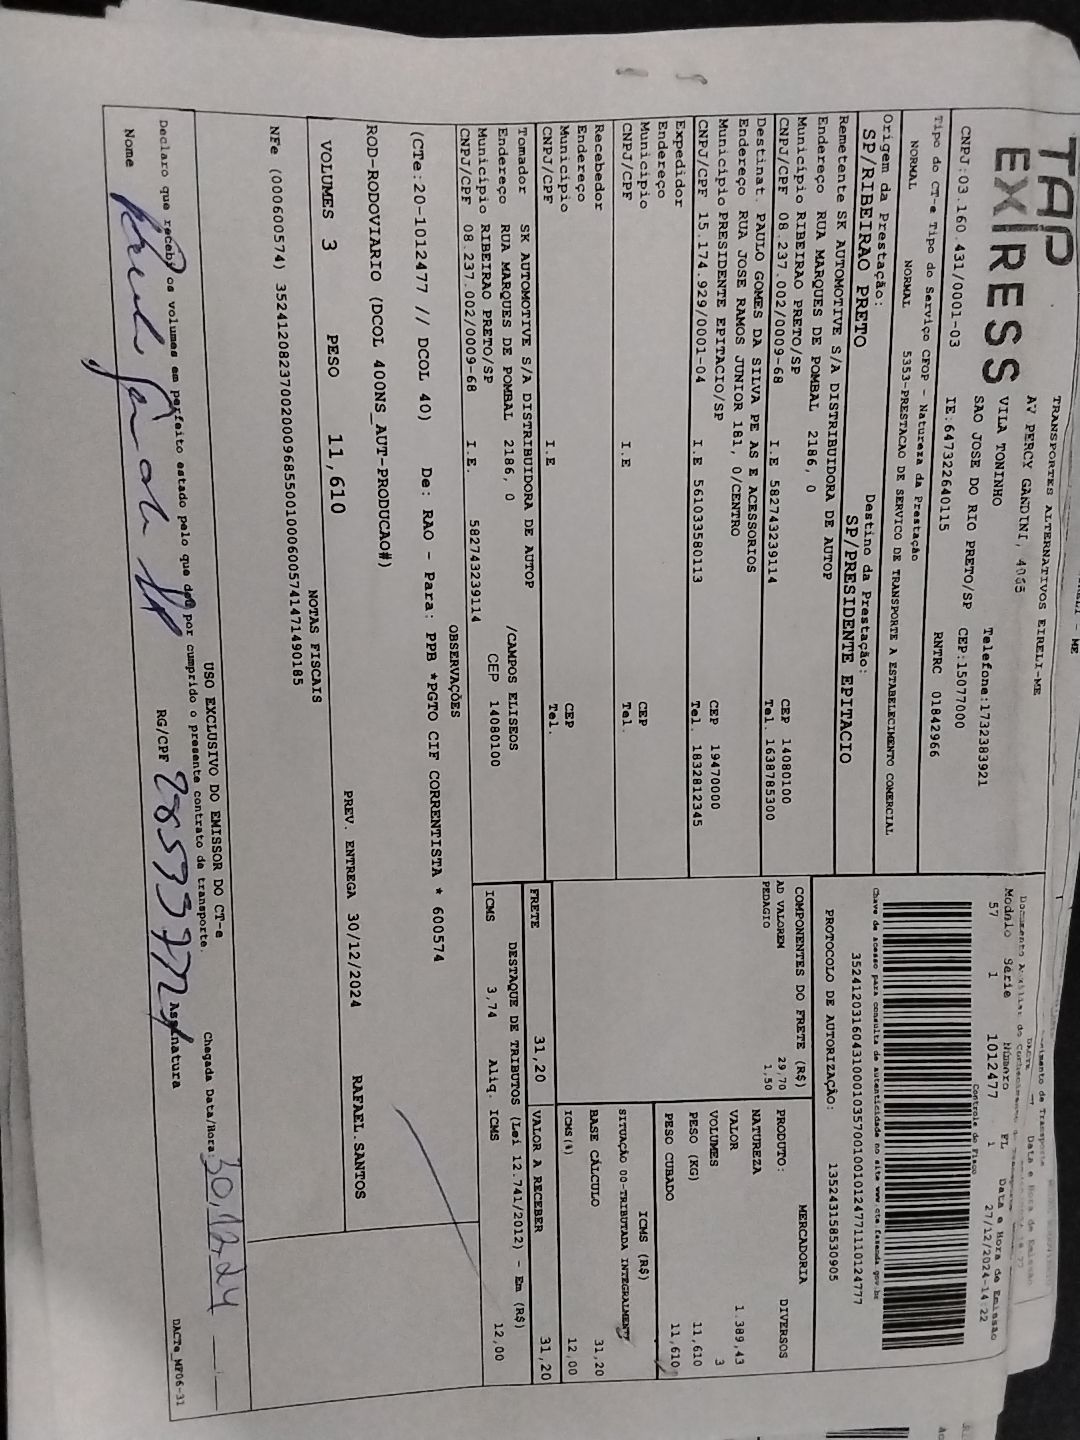 TAP
EXPRESS
TRANSPORTES ALTERNATIVOS EIRELI-ME
AV PERCY GANDINI, 4065
VILA TONINHO
SAO JOSE DO RIO PRETO/SP CEP:15077000
Telefone:1732383921
CNPJ:03.160.431/0001-03 IE:647322640115 RNTRC 01842966
Modelo Série Número FL Data e Hora de Emissão
57 1 1012477 1 27/12/2024-14:22
Controle do Fisco
Chave de acesso para consulta de autenticidade no site www.cte.fazenda.gov.br
35241203160431000103570010010124771110124777
PROTOCOLO DE AUTORIZAÇÃO: 135243158530905
Tipo do CT-e Tipo do Serviço CFOP - Natureza da Prestação
NORMAL NORMAL 5353-PRESTACAO DE SERVICO DE TRANSPORTE A ESTABELECIMENTO COMERCIAL
Origem da Prestação: Destino da Prestação:
SP/RIBEIRAO PRETO SP/PRESIDENTE EPITACIO
Remetente SK AUTOMOTIVE S/A DISTRIBUIDORA DE AUTOP
Endereço RUA MARQUES DE POMBAL 2186, 0
Municipio RIBEIRAO PRETO/SP CEP 14080100
CNPJ/CPF 08.237.002/0009-68 I.E 582743239114 Tel. 1638785300
Destinat. PAULO GOMES DA SILVA PE AS E ACESSORIOS
Endereço RUA JOSE RAMOS JUNIOR 181, 0/CENTRO
Municipio PRESIDENTE EPITACIO/SP CEP 19470000
CNPJ/CPF 15.174.929/0001-04 I.E 561033580113 Tel. 1832812345
Expedidor
Endereço
Municipio CEP
CNPJ/CPF I.E Tel.
Recebedor
Endereço
Municipio CEP
CNPJ/CPF I.E Tel.
Tomador SK AUTOMOTIVE S/A DISTRIBUIDORA DE AUTOP
Endereço RUA MARQUES DE POMBAL 2186, 0 /CAMPOS ELISEOS
Municipio RIBEIRAO PRETO/SP CEP 14080100
CNPJ/CPF 08.237.002/0009-68 I.E. 582743239114
COMPONENTES DO FRETE (R$)
AD VALOREM 29,70
PEDAGIO 1,50
MERCADORIA
PRODUTO: DIVERSOS
NATUREZA
VALOR 1.389,43
VOLUMES 3
PESO (KG) 11,610
PESO CUBADO 11,610
ICMS (R$)
SITUAÇÃO 00-TRIBUTADA INTEGRALMENT
BASE CÁLCULO 31,20
ICMS(%) 12,00
FRETE 31,20 VALOR A RECEBER 31,20
DESTAQUE DE TRIBUTOS (Lei 12.741/2012) - Em (R$)
ICMS 3,74 Aliq. ICMS 12,00
OBSERVAÇÕES
(CTe:20-1012477 // DCOL 40) De: RAO - Para: PPB *PGTO CIF CORRENTISTA * 600574
ROD-RODOVIARIO (DCOL 400NS_AUT-PRODUCAO#)
VOLUMES 3 PESO 11,610 PREV. ENTREGA 30/12/2024 RAFAEL.SANTOS
NOTAS FISCAIS
NFe (000600574) 35241208237002000968550010006005741471490185
USO EXCLUSIVO DO EMISSOR DO CT-e
Declaro que recebi os volumes em perfeito estado pelo que dou por cumprido o presente contrato de transporte.
Chegada Data/Hora: 30,12,24
Nome RG/CPF Assinatura
DACTe_MF06-31